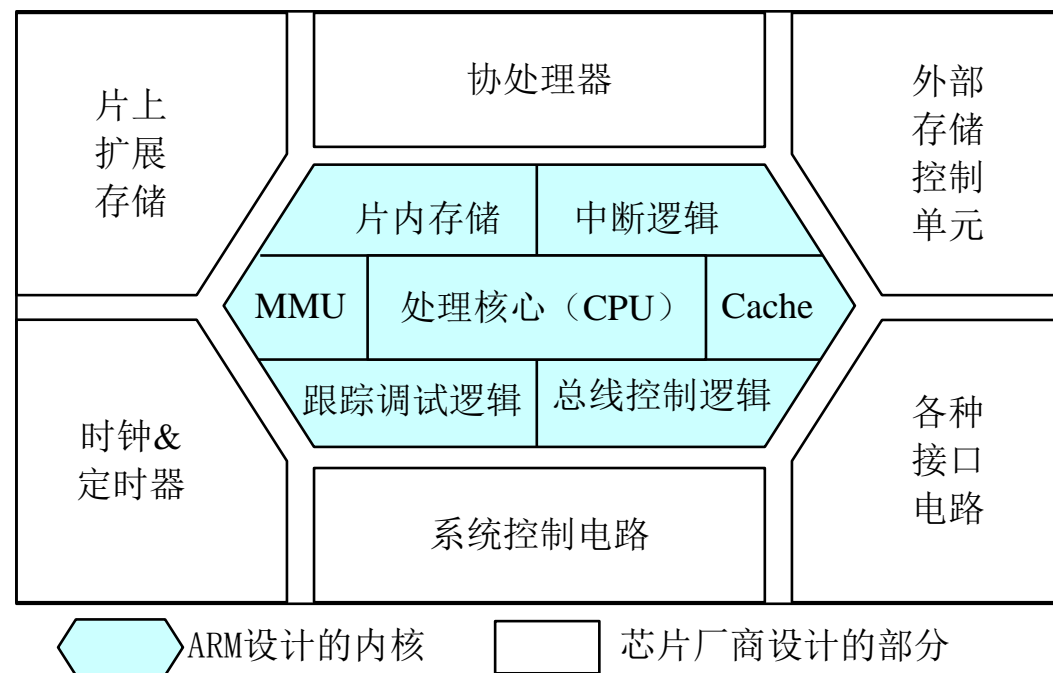 片上
扩展
存储
协处理器
外部
存储
控制
单元
片内存储
中断逻辑
MMU
处理核心（CPU）
Cache
跟踪调试逻辑
总线控制逻辑
时钟&
定时器
系统控制电路
各种
接口
电路
ARM设计的内核
芯片厂商设计的部分